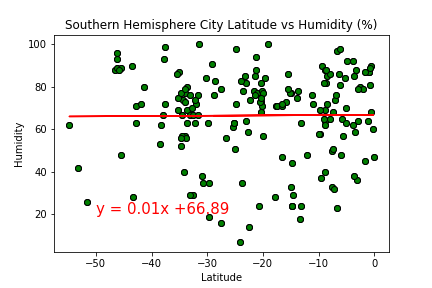 Southern Hemisphere City Latitude vs Humidity (%)
100
80
60
40
20
Humidity
y = 0.01x +66.89
−50
−40
−30
−20
−10
0
Latitude